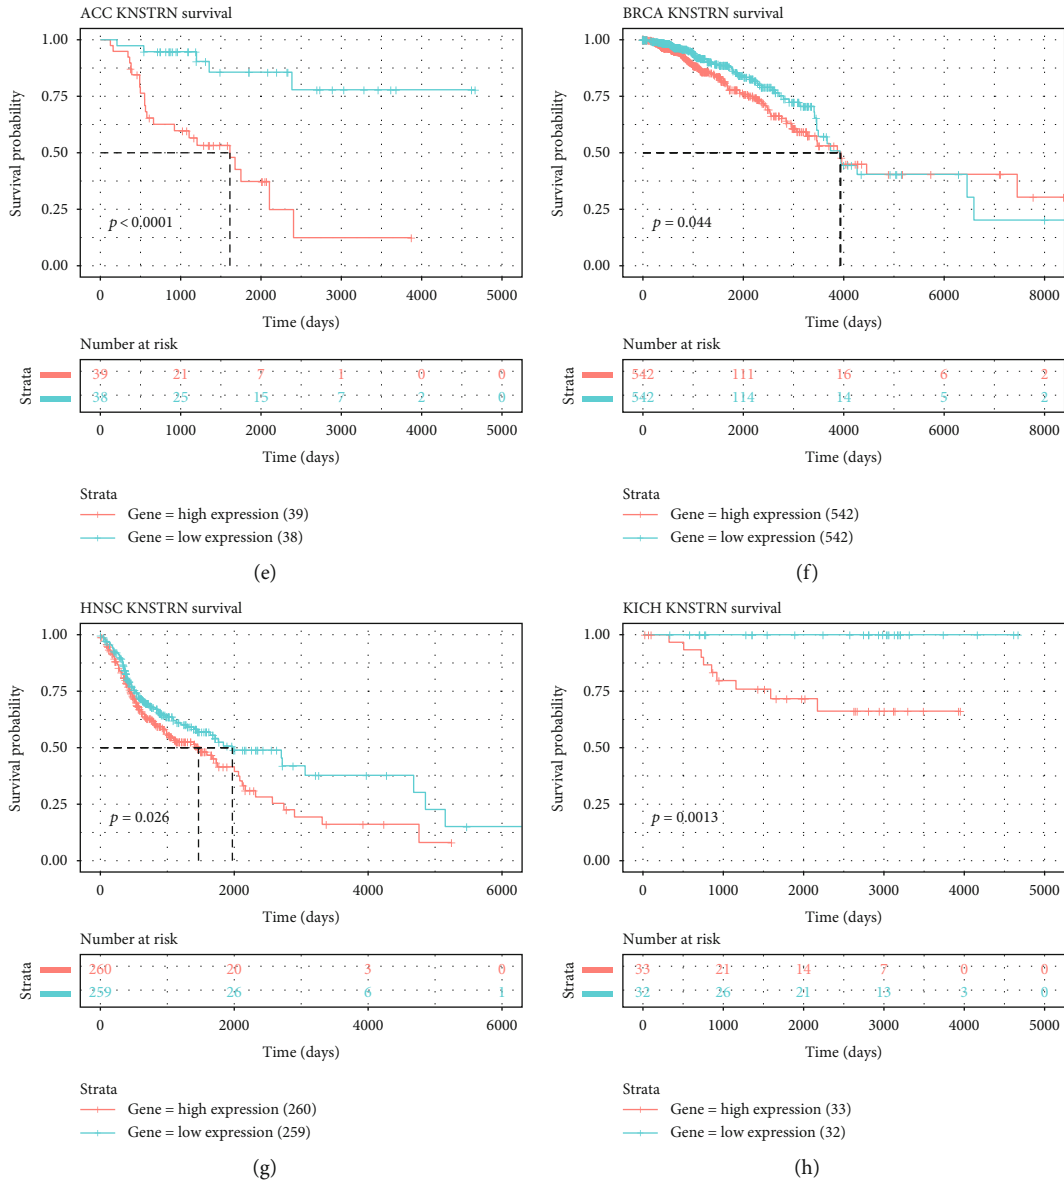 ACC KNSTRN survival
1.00
0.75
0.50
0.25
0.00
Survival probability
p < 0.0001
0 1000 2000 3000 4000 5000
Time (days)
Number at risk
Strata
39 21 7 1 0 0
38 25 15 7 2 0
0 1000 2000 3000 4000 5000
Time (days)
Strata
Gene = high expression (39)
Gene = low expression (38)
(e)
BRCA KNSTRN survival
1.00
0.75
0.50
0.25
0.00
Survival probability
p = 0.044
0 2000 4000 6000 8000
Time (days)
Number at risk
Strata
542 111 16 6 2
542 114 14 5 2
0 2000 4000 6000 8000
Time (days)
Strata
Gene = high expression (542)
Gene = low expression (542)
(f)
HNSC KNSTRN survival
1.00
0.75
0.50
0.25
0.00
Survival probability
p = 0.026
0 2000 4000 6000
Time (days)
Number at risk
Strata
260 20 3 0
259 26 6 1
0 2000 4000 6000
Time (days)
Strata
Gene = high expression (260)
Gene = low expression (259)
(g)
KICH KNSTRN survival
1.00
0.75
0.50
0.25
0.00
Survival probability
p = 0.0013
0 1000 2000 3000 4000 5000
Time (days)
Number at risk
Strata
33 21 14 7 0 0
32 26 21 13 3 0
0 1000 2000 3000 4000 5000
Time (days)
Strata
Gene = high expression (33)
Gene = low expression (32)
(h)